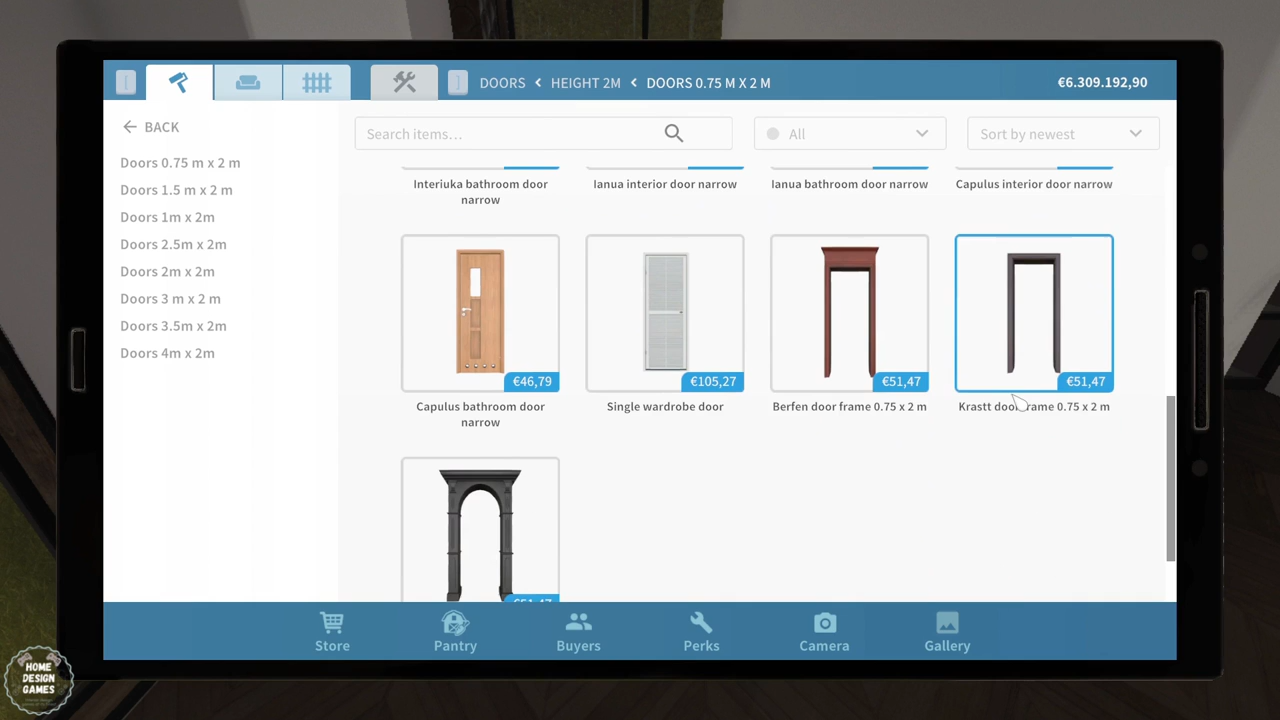 DOORS < HEIGHT 2M < DOORS 0.75 M X 2 M
€6.309.192,90
BACK
Search items...
All
Sort by newest
Doors 0.75 m x 2 m
Doors 1.5 m x 2 m
Doors 1m x 2m
Doors 2.5m x 2m
Doors 2m x 2m
Doors 3 m x 2 m
Doors 3.5m x 2m
Doors 4m x 2m
Interiuka bathroom door
narrow
Ianua interior door narrow
Ianua bathroom door narrow
Capulus interior door narrow
€46,79
Capulus bathroom door
narrow
€105,27
Single wardrobe door
€51,47
Berfen door frame 0.75 x 2 m
€51,47
Krastt door frame 0.75 x 2 m
€51,47
Store
Pantry
Buyers
Perks
Camera
Gallery
HOME
DESIGN
GAMES